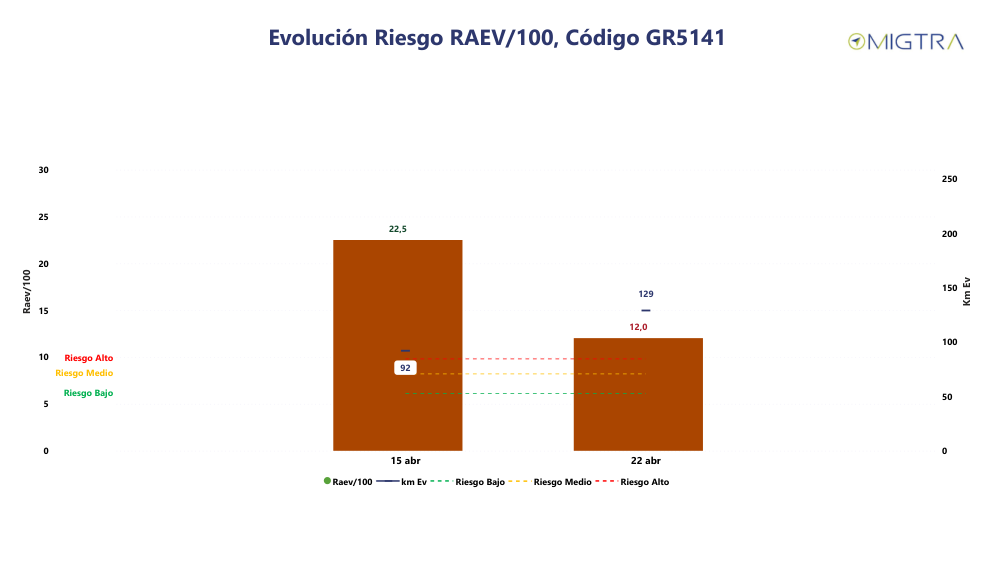 Evolución Riesgo RAEV/100, Código GR5141
MIGTRA
30
25
20
15
10
5
0
Raev/100
250
200
150
100
50
0
Km Ev
22,5
129
12,0
92
Riesgo Alto
Riesgo Medio
Riesgo Bajo
15 abr
22 abr
Raev/100 km Ev Riesgo Bajo Riesgo Medio Riesgo Alto